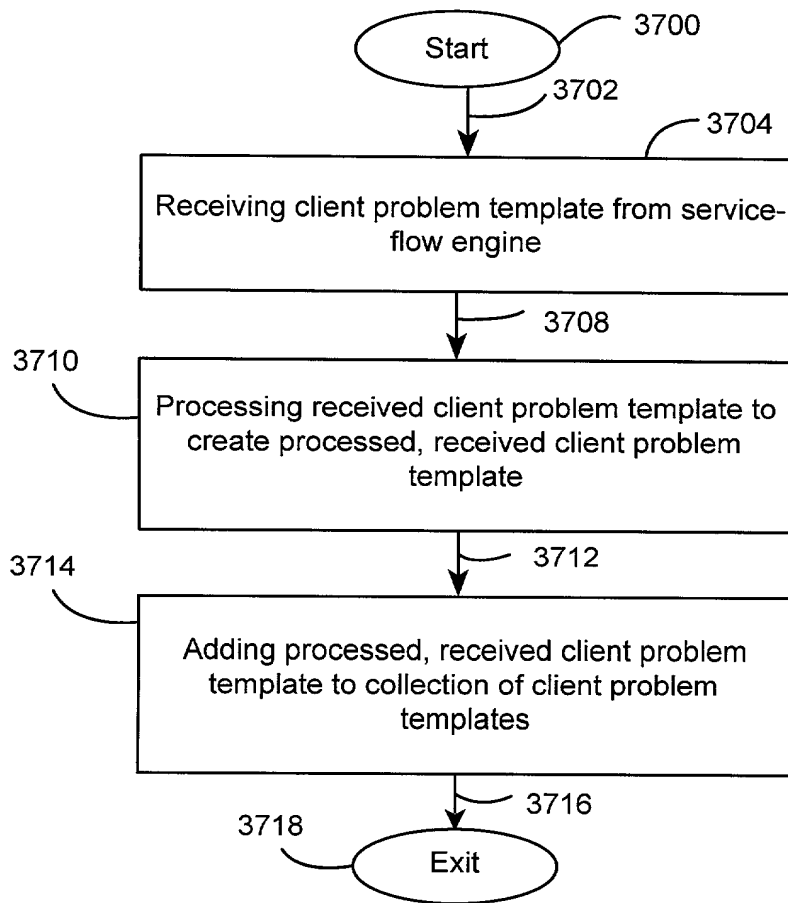 Start
3700
3702
3704
Receiving client problem template from service-
flow engine
3708
3710
Processing received client problem template to
create processed, received client problem
template
3712
3714
Adding processed, received client problem
template to collection of client problem
templates
3716
3718
Exit